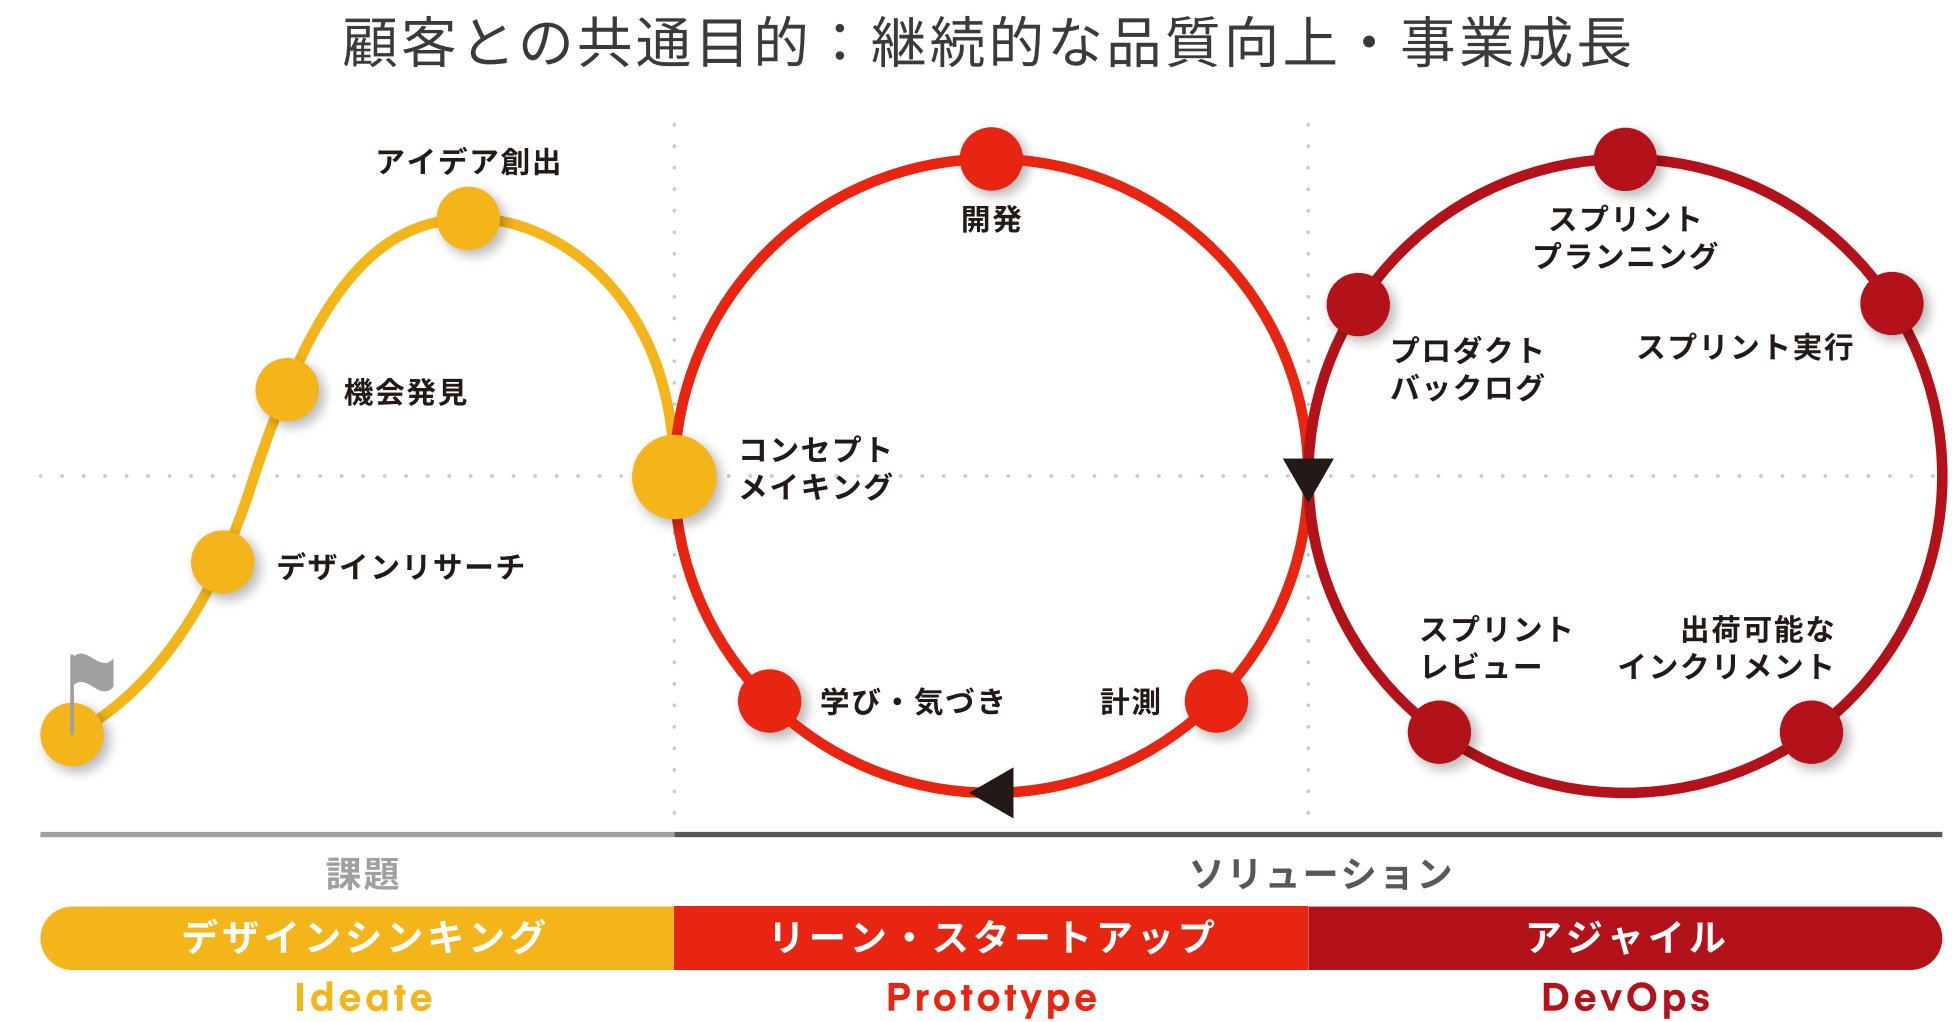 顧客との共通目的：継続的な品質向上・事業成長
アイデア創出
機会発見
デザインリサーチ
コンセプト
メイキング
開発
学び・気づき
計測
スプリント
プランニング
プロダクト
バックログ
スプリント実行
スプリント
レビュー
出荷可能な
インクリメント
課題
ソリューション
デザインシンキング
リーン・スタートアップ
アジャイル
Ideate
Prototype
DevOps